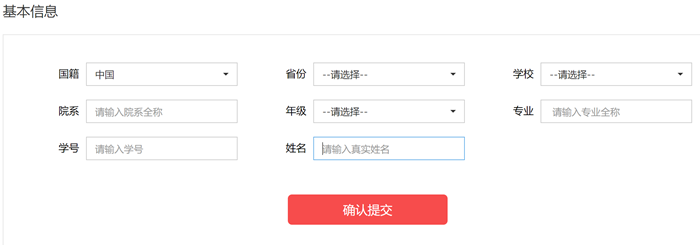 基本信息
国籍 中国 省份 --请选择-- 学校 --请选择--
院系 请输入院系全称 年级 --请选择-- 专业 请输入专业全称
学号 请输入学号 姓名 请输入真实姓名
确认提交